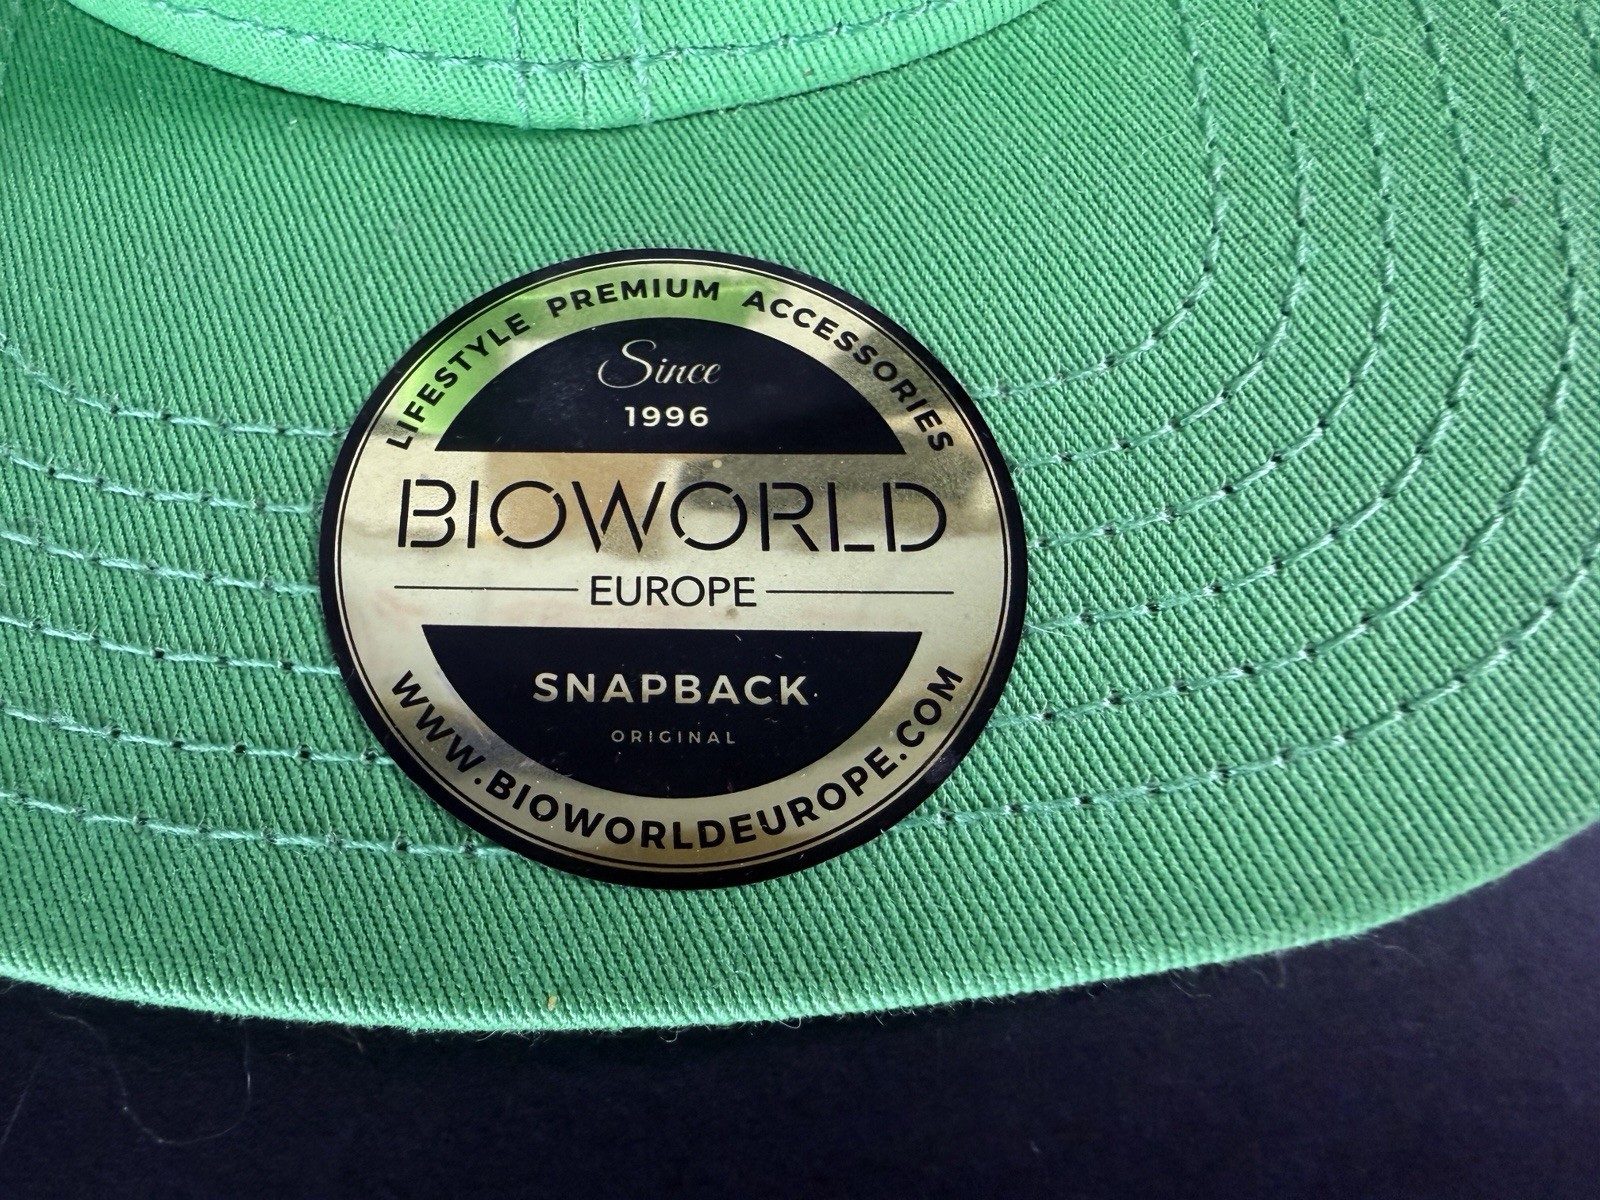 LIFESTYLE PREMIUM ACCESSORIES
Since
1996
BIOWORLD
EUROPE
SNAPBACK
ORIGINAL
WWW.BIOWORLDEUROPE.COM